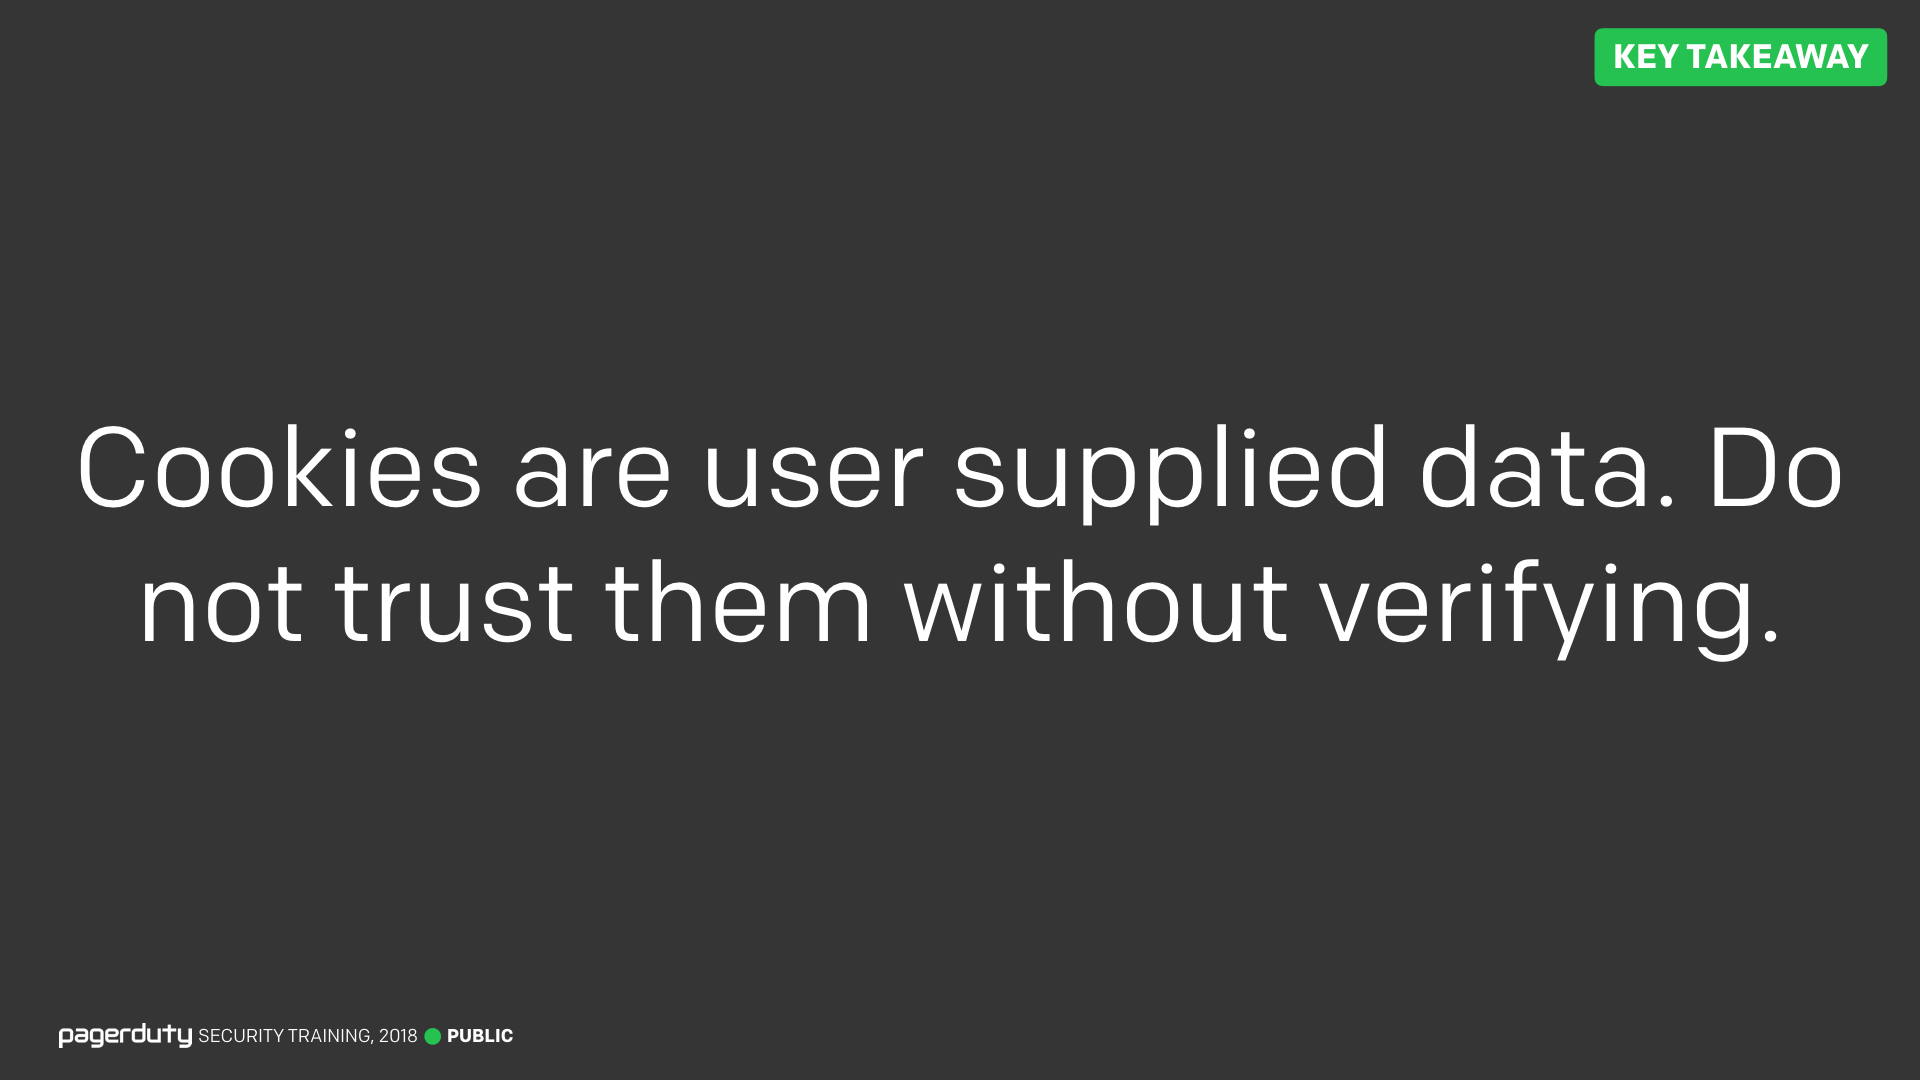 KEY TAKEAWAY
Cookies are user supplied data. Do
not trust them without verifying.
pagerduty SECURITY TRAINING, 2018 PUBLIC